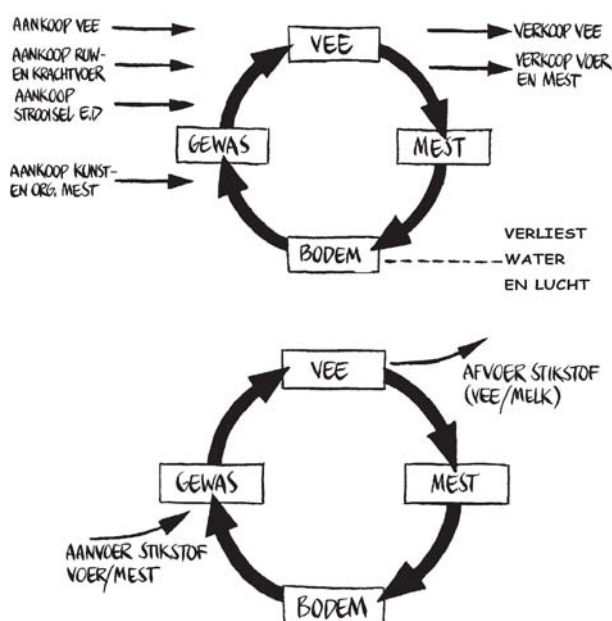 AANKOOP VEE
AANKOOP RUW-
EN KRACHTVOER
AANKOOP
STROOISEL E.D
AANKOOP KUNST-
EN ORG. MEST
VEE
GEWAS
MEST
BODEM
VERKOOP VEE
VERKOOP VOER
EN MEST
VERLIEST
WATER
EN LUCHT
VEE
GEWAS
MEST
BODEM
AFVOER STIKSTOF
(VEE/MELK)
AANVOER STIKSTOF
VOER/MEST